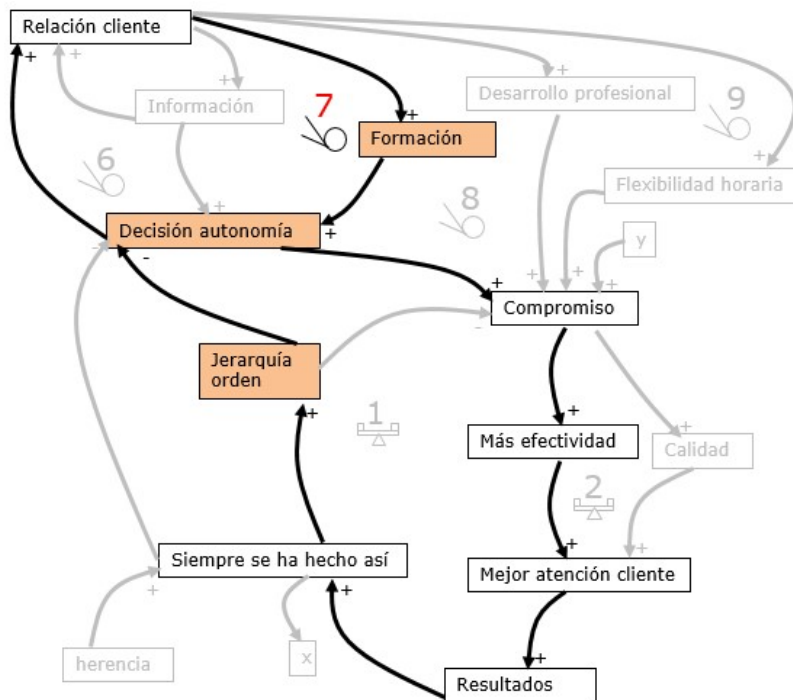 Relación cliente
+
+
+
Información
+
7
+
Formación
+
Desarrollo profesional
9
+
Flexibilidad horaria
6
8
+
Decisión autonomía
+
-
-
y
+
+
+
+
Compromiso
-
Jerarquía
orden
+
1
+
Más efectividad
+
Calidad
2
+
+
Siempre se ha hecho así
+
+
Mejor atención cliente
herencia
x
+
Resultados